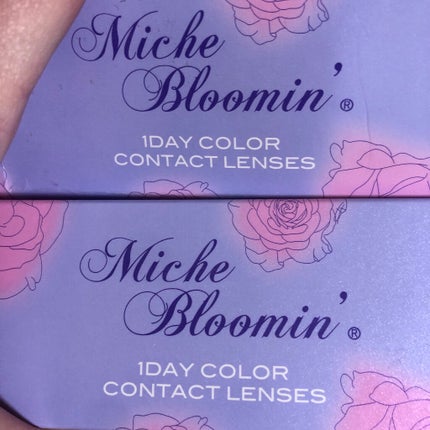 Miche
Bloomin'®
1DAY COLOR
CONTACT LENSES
Miche
Bloomin'®
1DAY COLOR
CONTACT LENSES